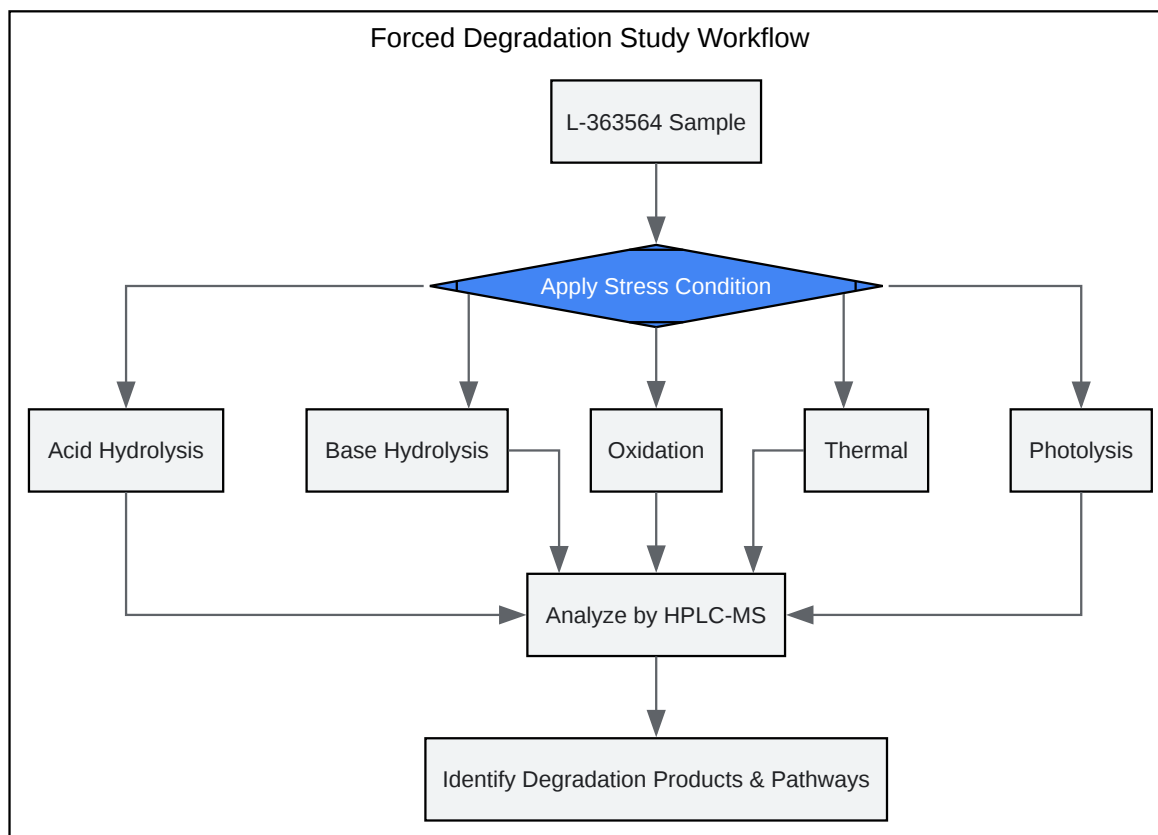 Forced Degradation Study Workflow
L-363564 Sample
Apply Stress Condition
Acid Hydrolysis
Base Hydrolysis
Oxidation
Thermal
Photolysis
Analyze by HPLC-MS
Identify Degradation Products & Pathways